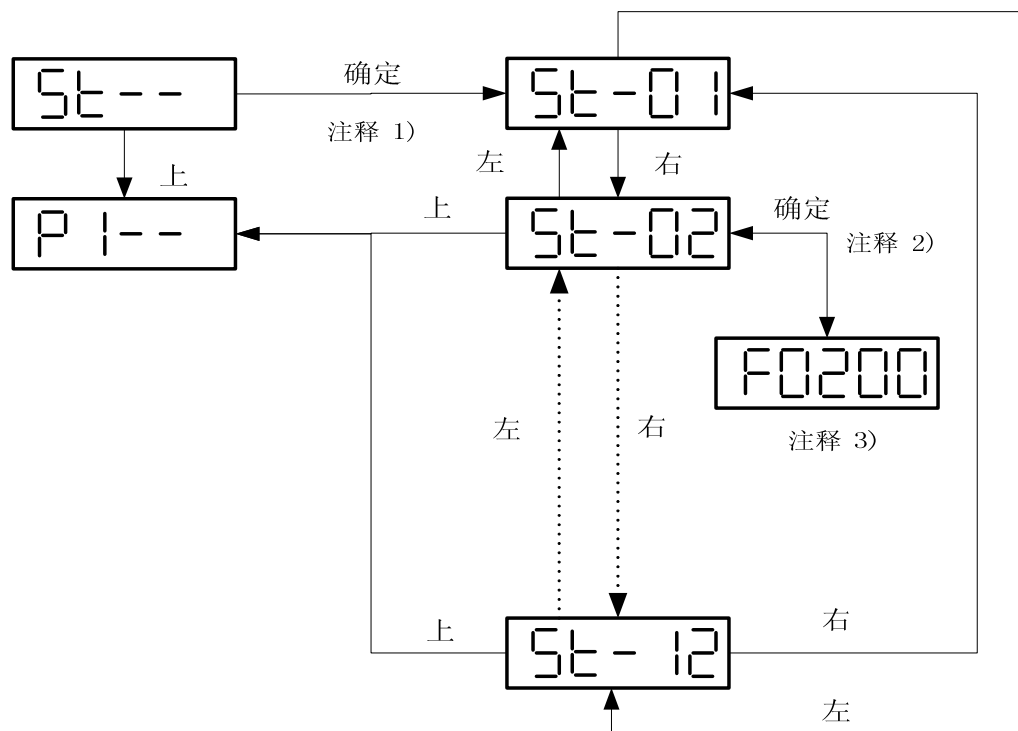 St--
确定
St-01
注释 1)
左
右
上
P1--
上
St-02
确定
注释 2)
F0200
注释 3)
左
右
上
St-12
右
左